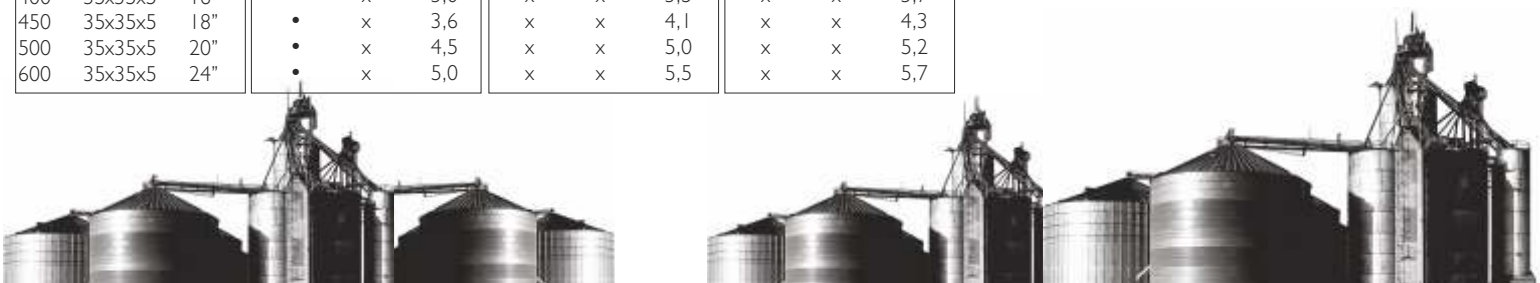 450 35x35x5 18" • x 3,6 x x 4,1 x x 4,3
500 35x35x5 20" • x 4,5 x x 5,0 x x 5,2
600 35x35x5 24" • x 5,0 x x 5,5 x x 5,7